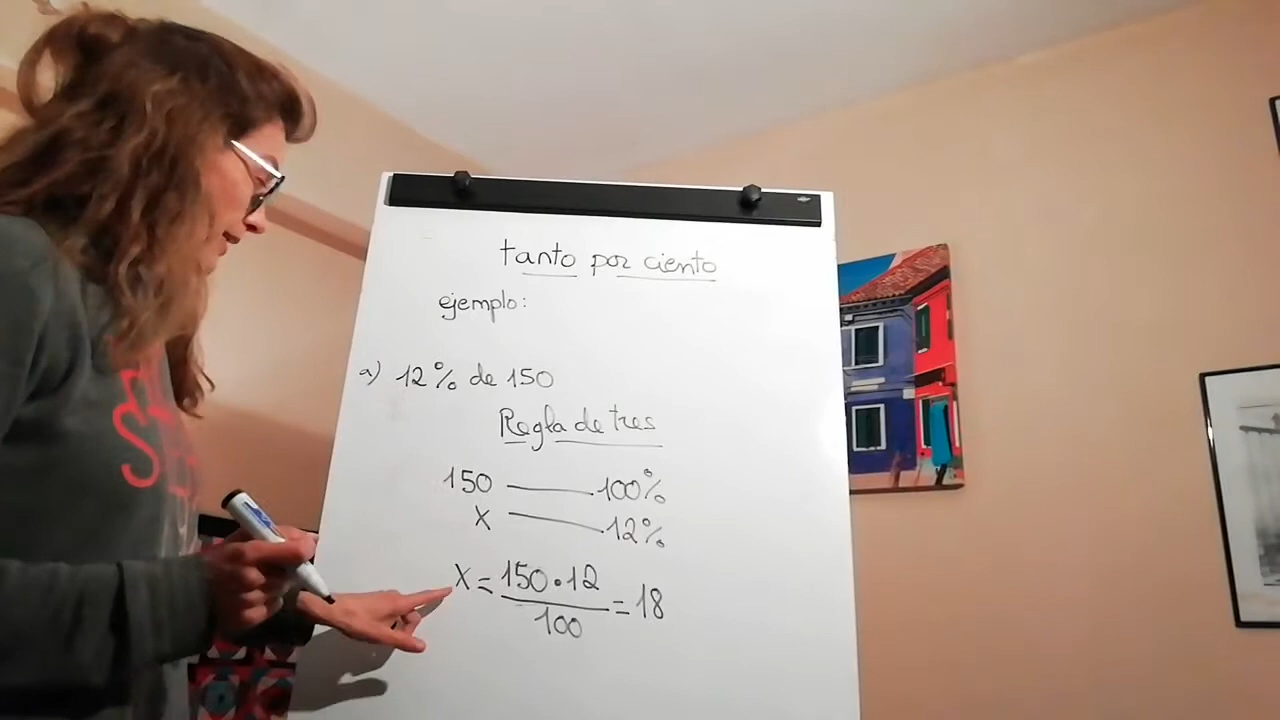 tanto por ciento
ejemplo:
a) 12% de 150
Regla de tres
150 —— 100%
x —— 12%
x = 150 • 12 / 100 = 18